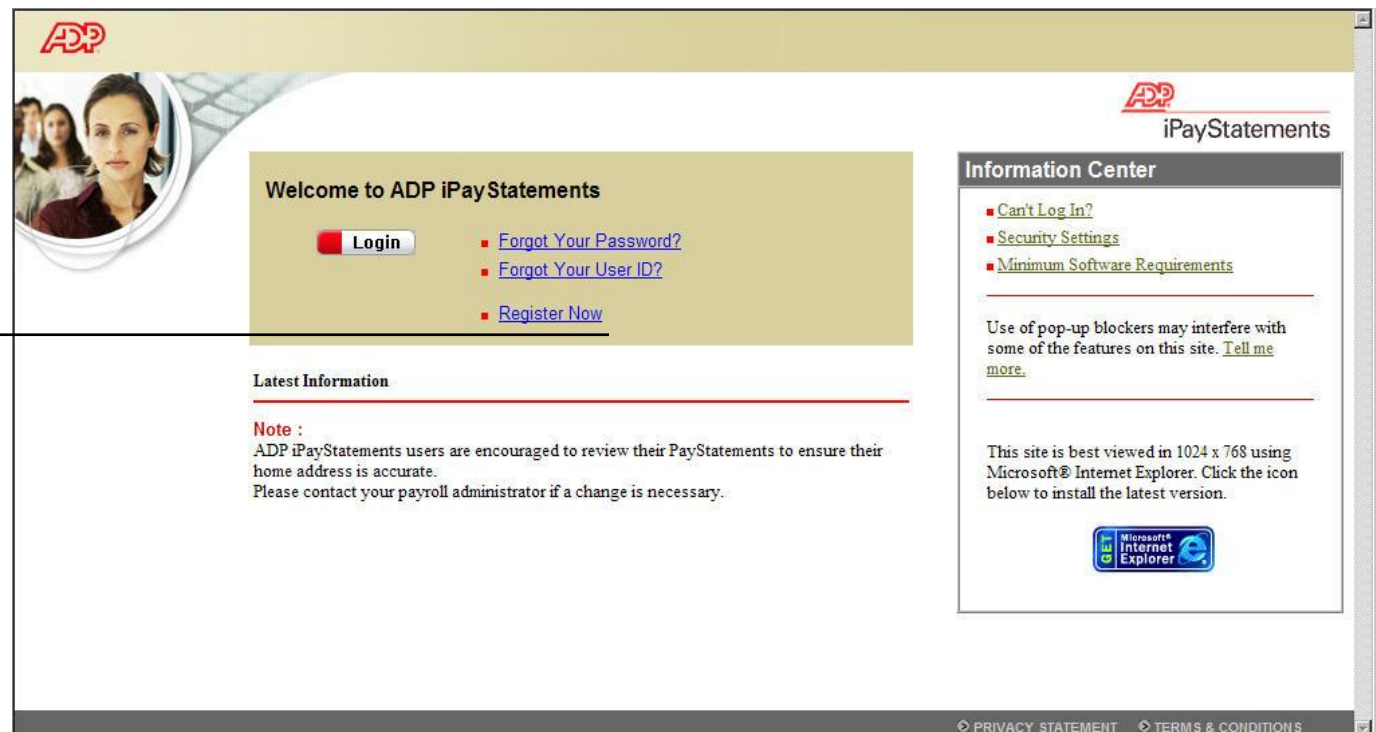 ADP
ADP
iPayStatements
Welcome to ADP iPayStatements
Login
Forgot Your Password?
Forgot Your User ID?
Register Now
Latest Information
Note :
ADP iPayStatements users are encouraged to review their PayStatements to ensure their
home address is accurate.
Please contact your payroll administrator if a change is necessary.
Information Center
Can't Log In?
Security Settings
Minimum Software Requirements
Use of pop-up blockers may interfere with
some of the features on this site. Tell me
more.
This site is best viewed in 1024 x 768 using
Microsoft® Internet Explorer. Click the icon
below to install the latest version.
GET
Microsoft®
Internet
Explorer
PRIVACY STATEMENT TERMS & CONDITIONS